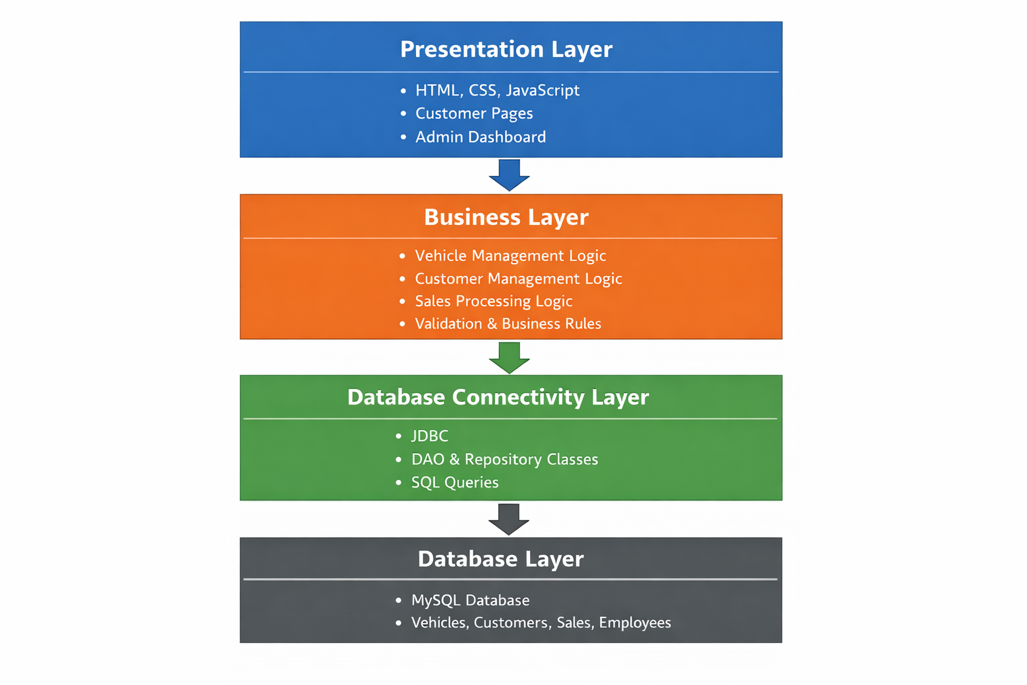 Presentation Layer
• HTML, CSS, JavaScript
• Customer Pages
• Admin Dashboard
Business Layer
• Vehicle Management Logic
• Customer Management Logic
• Sales Processing Logic
• Validation & Business Rules
Database Connectivity Layer
• JDBC
• DAO & Repository Classes
• SQL Queries
Database Layer
• MySQL Database
• Vehicles, Customers, Sales, Employees